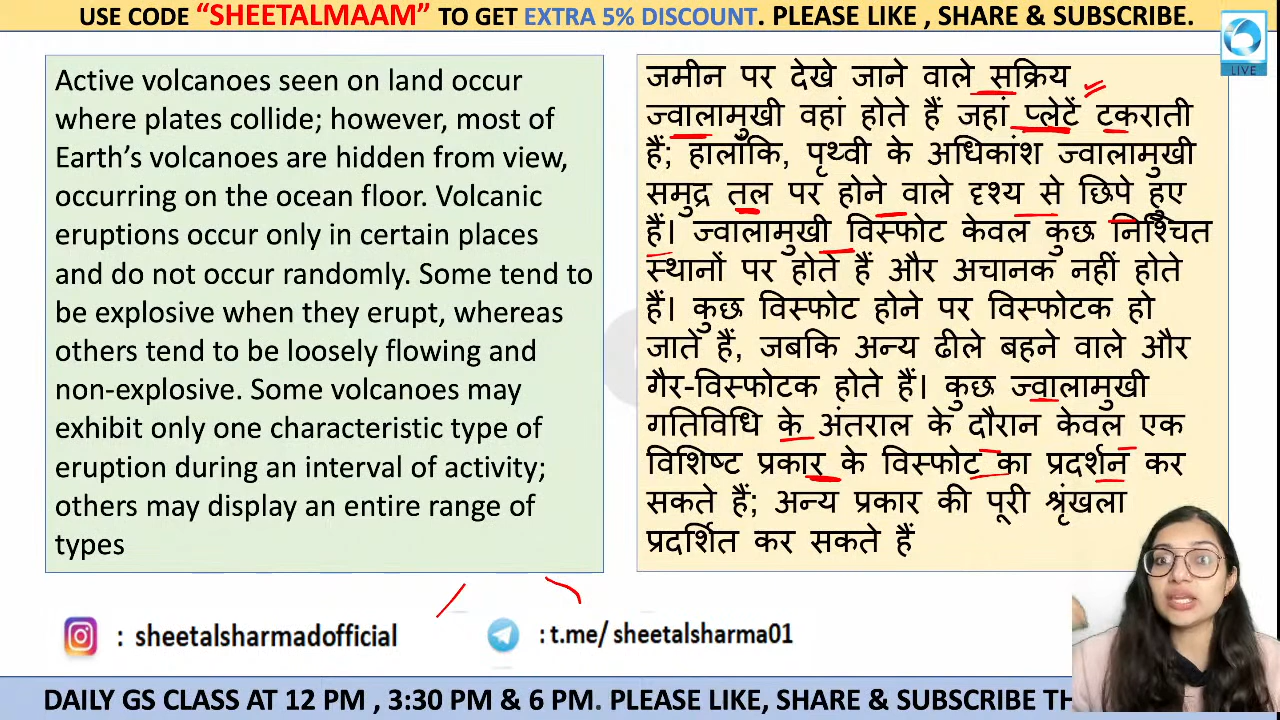 USE CODE “SHEETALMAAM” TO GET EXTRA 5% DISCOUNT. PLEASE LIKE , SHARE & SUBSCRIBE.
LIVE
Active volcanoes seen on land occur
where plates collide; however, most of
Earth’s volcanoes are hidden from view,
occurring on the ocean floor. Volcanic
eruptions occur only in certain places
and do not occur randomly. Some tend to
be explosive when they erupt, whereas
others tend to be loosely flowing and
non-explosive. Some volcanoes may
exhibit only one characteristic type of
eruption during an interval of activity;
others may display an entire range of
types
जमीन पर देखे जाने वाले सक्रिय
ज्वालामुखी वहां होते हैं जहां प्लेटें टकराती
हैं; हालाँकि, पृथ्वी के अधिकांश ज्वालामुखी
समुद्र तल पर होने वाले दृश्य से छिपे हुए
हैं। ज्वालामुखी विस्फोट केवल कुछ निश्चित
स्थानों पर होते हैं और अचानक नहीं होते
हैं। कुछ विस्फोट होने पर विस्फोटक हो
जाते हैं, जबकि अन्य ढीले बहने वाले और
गैर-विस्फोटक होते हैं। कुछ ज्वालामुखी
गतिविधि के अंतराल के दौरान केवल एक
विशिष्ट प्रकार के विस्फोट का प्रदर्शन कर
सकते हैं; अन्य प्रकार की पूरी श्रृंखला
प्रदर्शित कर सकते हैं
: sheetalsharmadofficial
: t.me/ sheetalsharma01
DAILY GS CLASS AT 12 PM , 3:30 PM & 6 PM. PLEASE LIKE, SHARE & SUBSCRIBE